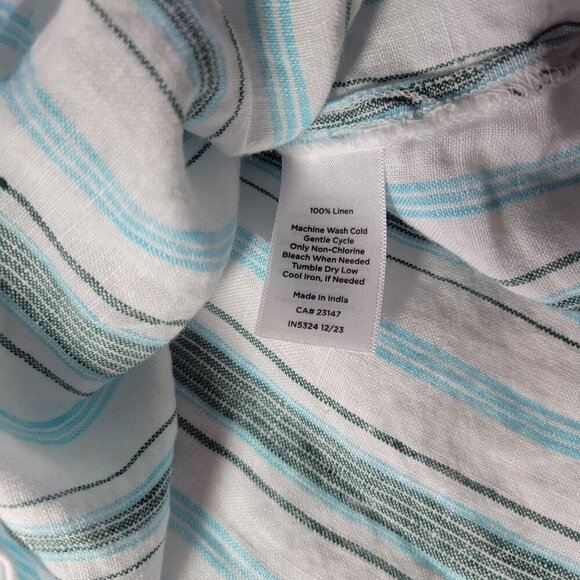 100% Linen
Machine Wash Cold
Gentle Cycle
Only Non-Chlorine
Bleach When Needed
Tumble Dry Low
Cool Iron, If Needed
Made In India
CA# 23147
IN5324 12/23